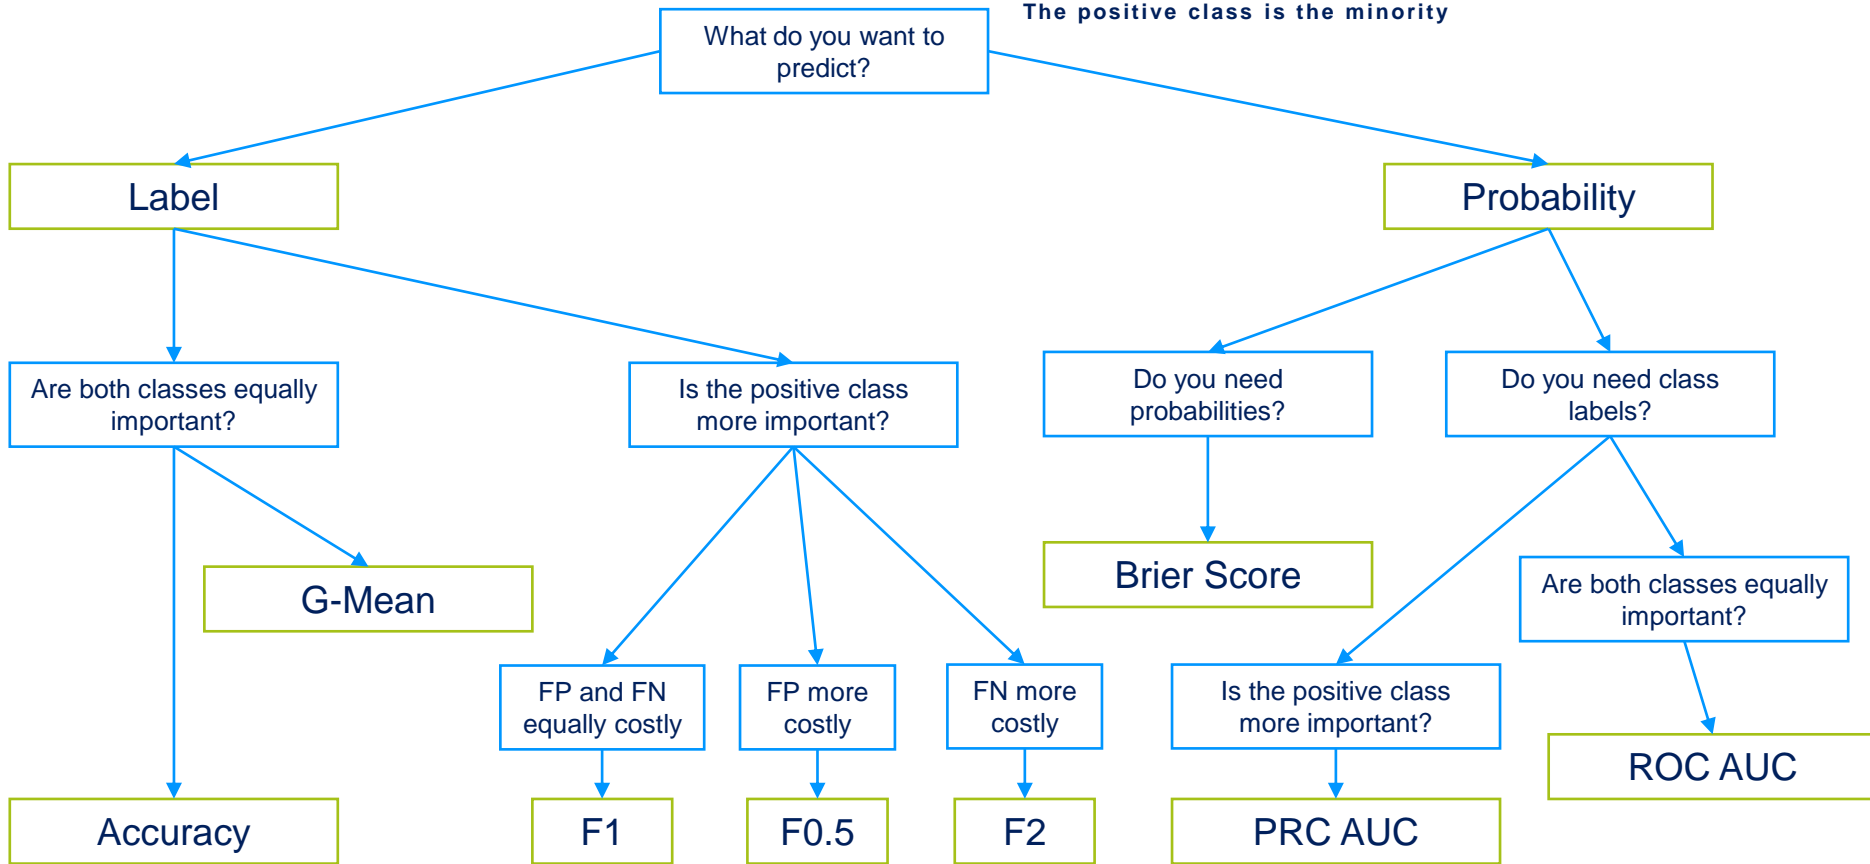 The positive class is the minority
What do you want to
predict?
Label
Probability
Are both classes equally
important?
Is the positive class
more important?
Do you need
probabilities?
Do you need class
labels?
G-Mean
Brier Score
Are both classes equally
important?
FP and FN
equally costly
FP more
costly
FN more
costly
Is the positive class
more important?
ROC AUC
Accuracy
F1
F0.5
F2
PRC AUC